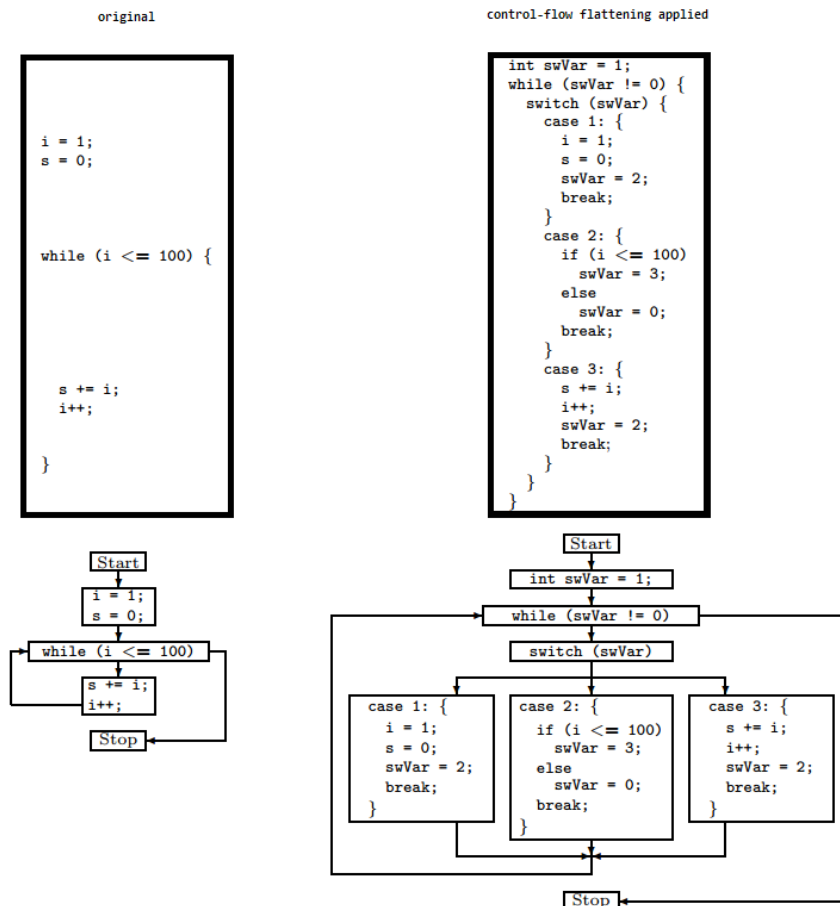 original
i = 1;
s = 0;
while (i <= 100) {
s += i;
i++;
}
Start
i = 1;
s = 0;
while (i <= 100)
s += i;
i++;
Stop
control-flow flattening applied
int swVar = 1;
while (swVar != 0) {
switch (swVar) {
case 1: {
i = 1;
s = 0;
swVar = 2;
break;
}
case 2: {
if (i <= 100)
swVar = 3;
else
swVar = 0;
break;
}
case 3: {
s += i;
i++;
swVar = 2;
break;
}
}
}
Start
int swVar = 1;
while (swVar != 0)
switch (swVar)
case 1: {
i = 1;
s = 0;
swVar = 2;
break;
}
case 2: {
if (i <= 100)
swVar = 3;
else
swVar = 0;
break;
}
case 3: {
s += i;
i++;
swVar = 2;
break;
}
Stop